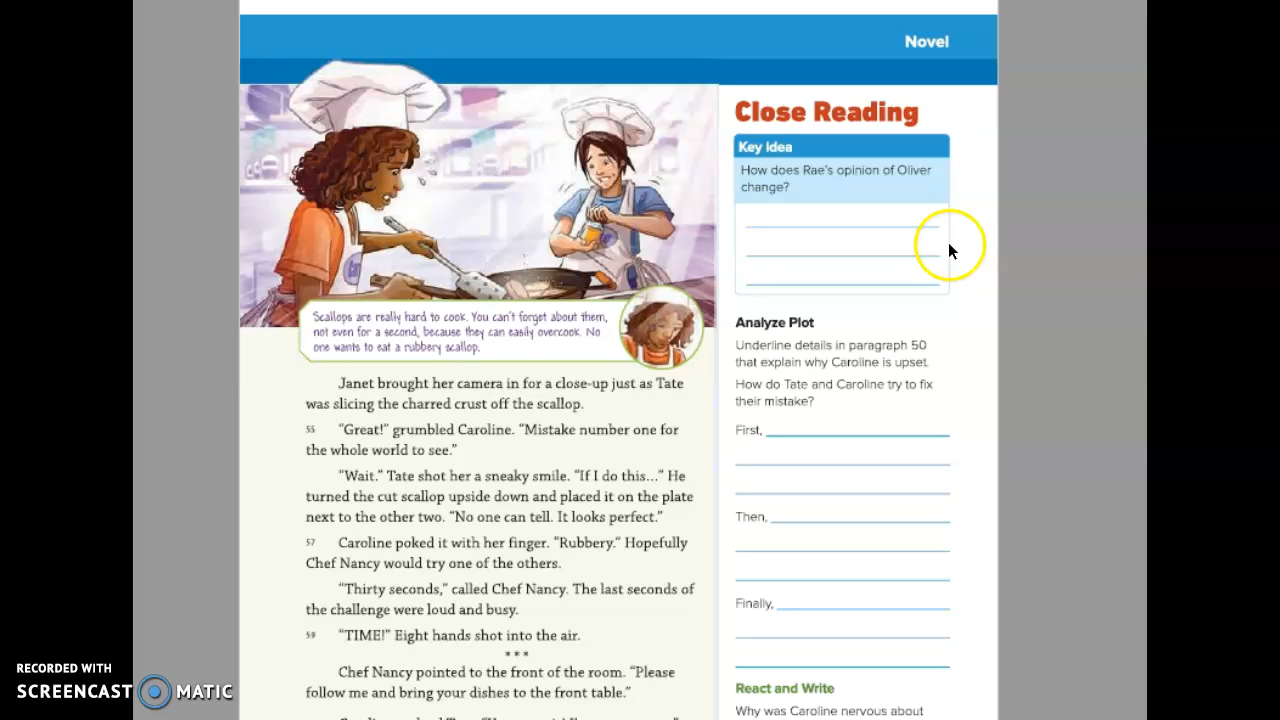 Novel
Scallops are really hard to cook. You can't forget about them,
not even for a second, because they can easily overcook. No
one wants to eat a rubbery scallop.
Janet brought her camera in for a close-up just as Tate
was slicing the charred crust off the scallop.
55 "Great!" grumbled Caroline. "Mistake number one for
the whole world to see."
"Wait." Tate shot her a sneaky smile. "If I do this..." He
turned the cut scallop upside down and placed it on the plate
next to the other two. "No one can tell. It looks perfect."
57 Caroline poked it with her finger. "Rubbery." Hopefully
Chef Nancy would try one of the others.
"Thirty seconds," called Chef Nancy. The last seconds of
the challenge were loud and busy.
59 "TIME!" Eight hands shot into the air.
* * *
Chef Nancy pointed to the front of the room. "Please
follow me and bring your dishes to the front table."
Close Reading
Key Idea
How does Rae's opinion of Oliver
change?
Analyze Plot
Underline details in paragraph 50
that explain why Caroline is upset.
How do Tate and Caroline try to fix
their mistake?
First,
Then,
Finally,
React and Write
Why was Caroline nervous about
RECORDED WITH
SCREENCAST MATIC